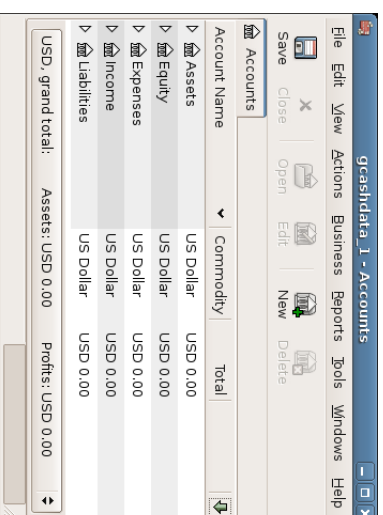 gcashdata_1 - Accounts
File Edit View Actions Business Reports Tools Windows Help
Save Close Open Edit New Delete
Accounts
Account Name Commodity Total
Assets US Dollar USD 0.00
Equity US Dollar USD 0.00
Expenses US Dollar USD 0.00
Income US Dollar USD 0.00
Liabilities US Dollar USD 0.00
USD, grand total: Assets: USD 0.00 Profits: USD 0.00